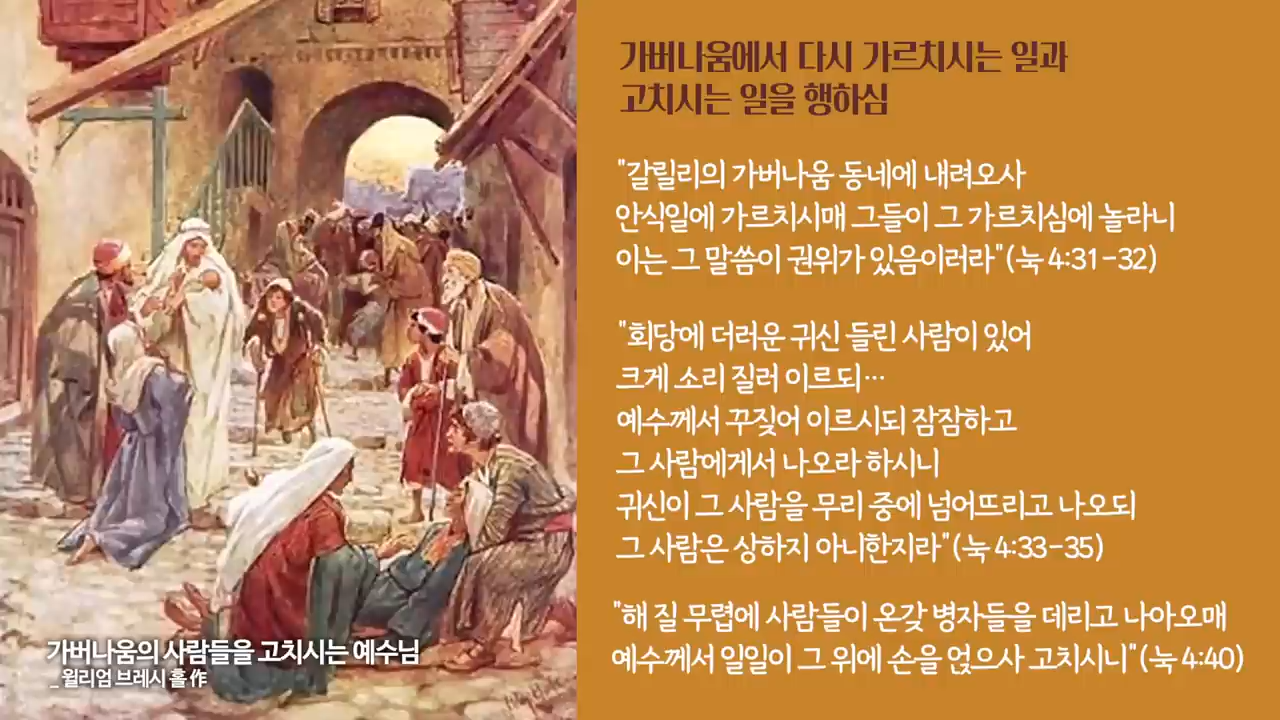 가버나움에서 다시 가르치시는 일과
고치시는 일을 행하심
"갈릴리의 가버나움 동네에 내려오사
안식일에 가르치시매 그들이 그 가르치심에 놀라니
이는 그 말씀이 권위가 있음이러라"(눅 4:31-32)
"회당에 더러운 귀신 들린 사람이 있어
크게 소리 질러 이르되…
예수께서 꾸짖어 이르시되 잠잠하고
그 사람에게서 나오라 하시니
귀신이 그 사람을 무리 중에 넘어뜨리고 나오되
그 사람은 상하지 아니한지라"(눅 4:33-35)
"해 질 무렵에 사람들이 온갖 병자들을 데리고 나아오매
예수께서 일일이 그 위에 손을 얹으사 고치시니"(눅 4:40)
가버나움의 사람들을 고치시는 예수님
_ 윌리엄 브레시 홀 作